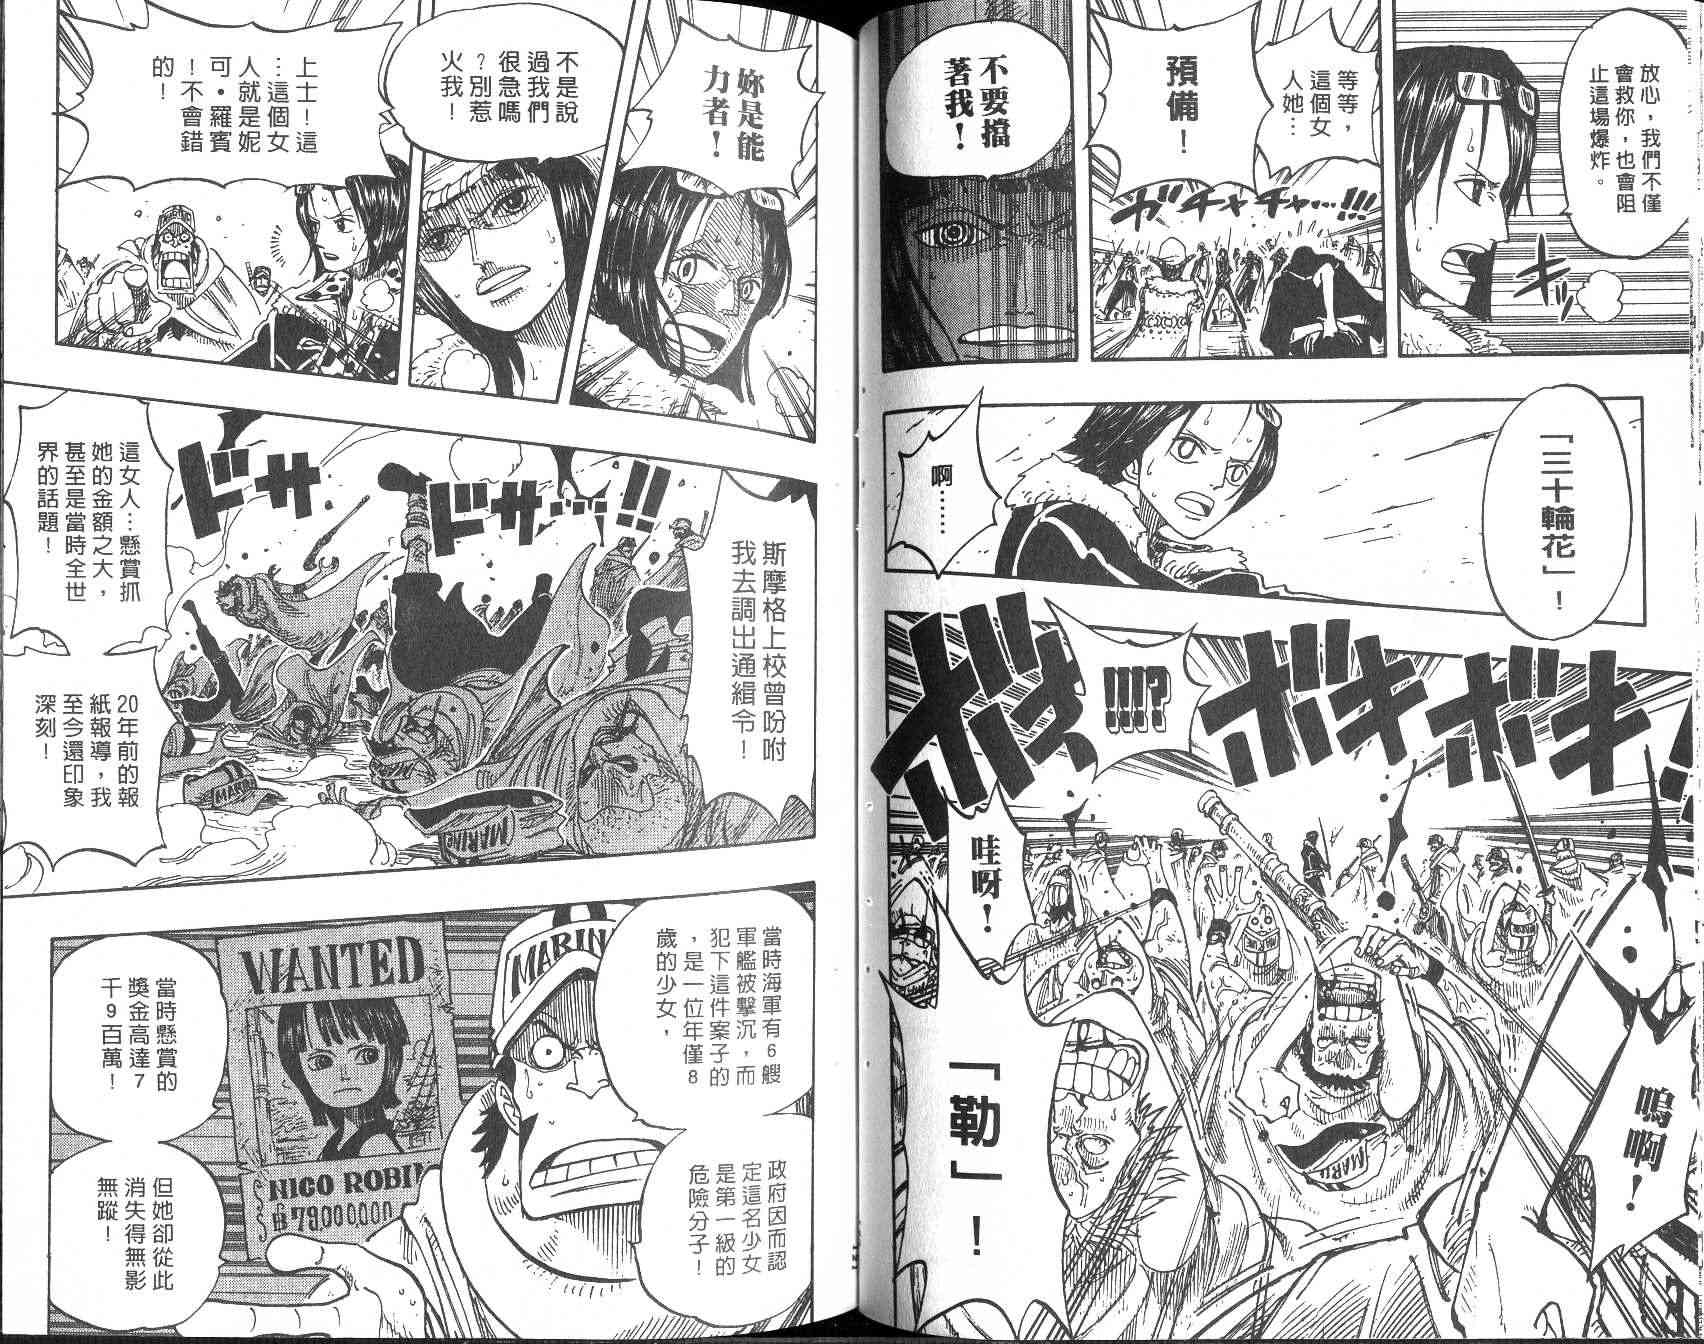 放心，我們不僅
會救你，也會阻
止這場爆炸。
等等，
這個女
人她…
預備！
ガチャガチャ…!!!
不要擋
著我！
「三十輪花」！
啊……
ボキボキボキ!!
!!!?
哇呀！
嗚啊！
「勒」！
妳是能
力者！
不是說
過我們
很急嗎
？別惹
火我！
上士！這
…這個女
人就是妮
可•羅賓
！不會錯
的！
ドサドサ…!!
斯摩格上校曾吩咐
我去調出通緝令！
這女人…懸賞抓
她的金額之大，
甚至是當時全世
界的話題！
20年前的報
紙報導，我
至今還印象
深刻！
MARINE
MARINE
當時海軍有6艘
軍艦被擊沉，而
犯下這件案子的
，是一位年僅8
歲的少女，
政府因而認
定這名少女
是第一級的
危險分子！
MARINE
WANTED
NICO ROBIN
฿79,000,000
當時懸賞的
獎金高達7
千9百萬！
但她卻從此
消失得無影
無蹤！